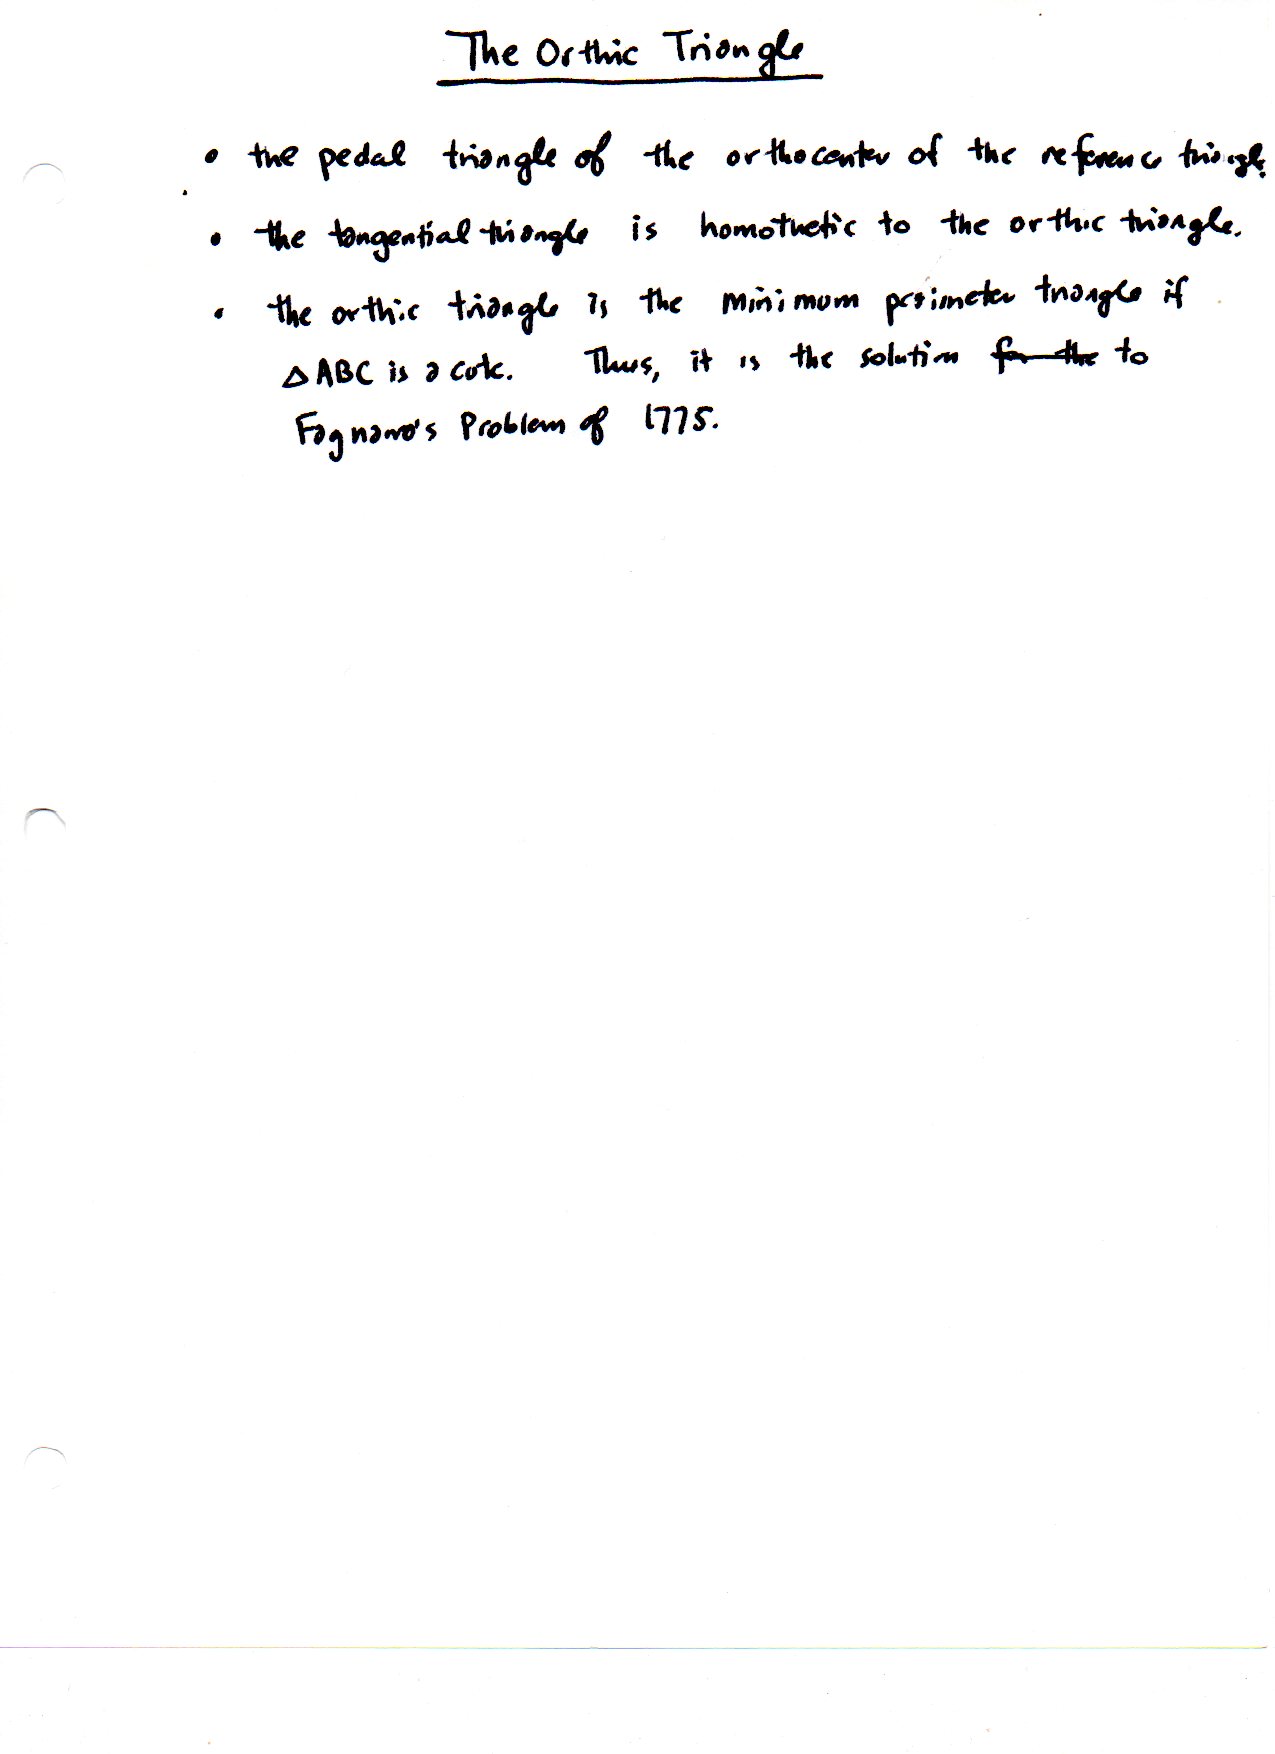 The Orthic Triangle
• the pedal triangle of the orthocenter of the reference triangle.
• the tangential triangle is homothetic to the orthic triangle.
• the orthic triangle is the minimum perimeter triangle if
△ABC is acute. Thus, it is the solution for the to
Fagnano's Problem of 1775.